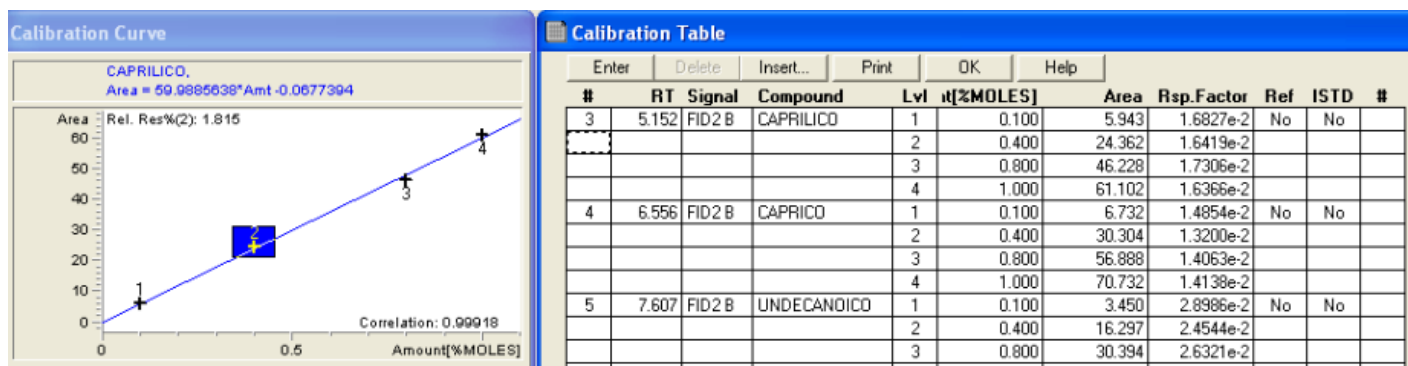 Calibration Curve
CAPRILICO,
Area = 59.9885638*Amt -0.0677394
Area
Rel. Res%(2): 1.815
60
50
40
30
20
10
0
1
2
3
4
Correlation: 0.99918
0
0.5
Amount[%MOLES]
Calibration Table
Enter Delete Insert... Print OK Help
# RT Signal Compound Lvl ıt[%MOLES] Area Rsp.Factor Ref ISTD #
3 5.152 FID2 B CAPRILICO 1 0.100 5.943 1.6827e-2 No No
2 0.400 24.362 1.6419e-2
3 0.800 46.228 1.7306e-2
4 1.000 61.102 1.6366e-2
4 6.556 FID2 B CAPRICO 1 0.100 6.732 1.4854e-2 No No
2 0.400 30.304 1.3200e-2
3 0.800 56.888 1.4063e-2
4 1.000 70.732 1.4138e-2
5 7.607 FID2 B UNDECANOICO 1 0.100 3.450 2.8986e-2 No No
2 0.400 16.297 2.4544e-2
3 0.800 30.394 2.6321e-2